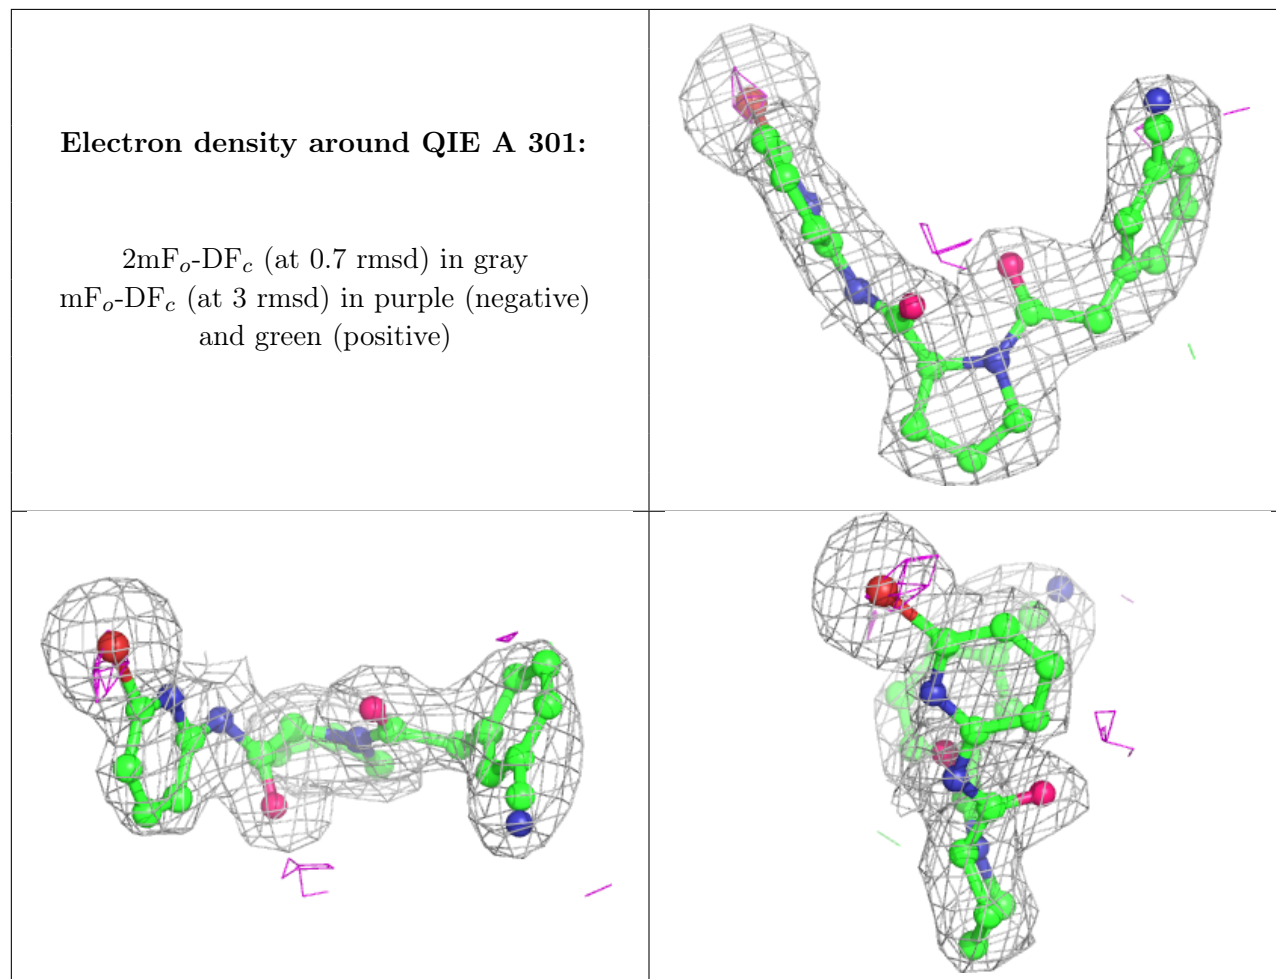 Electron density around QIE A 301:
2mFₒ-DF𝒸 (at 0.7 rmsd) in gray
mFₒ-DF𝒸 (at 3 rmsd) in purple (negative)
and green (positive)